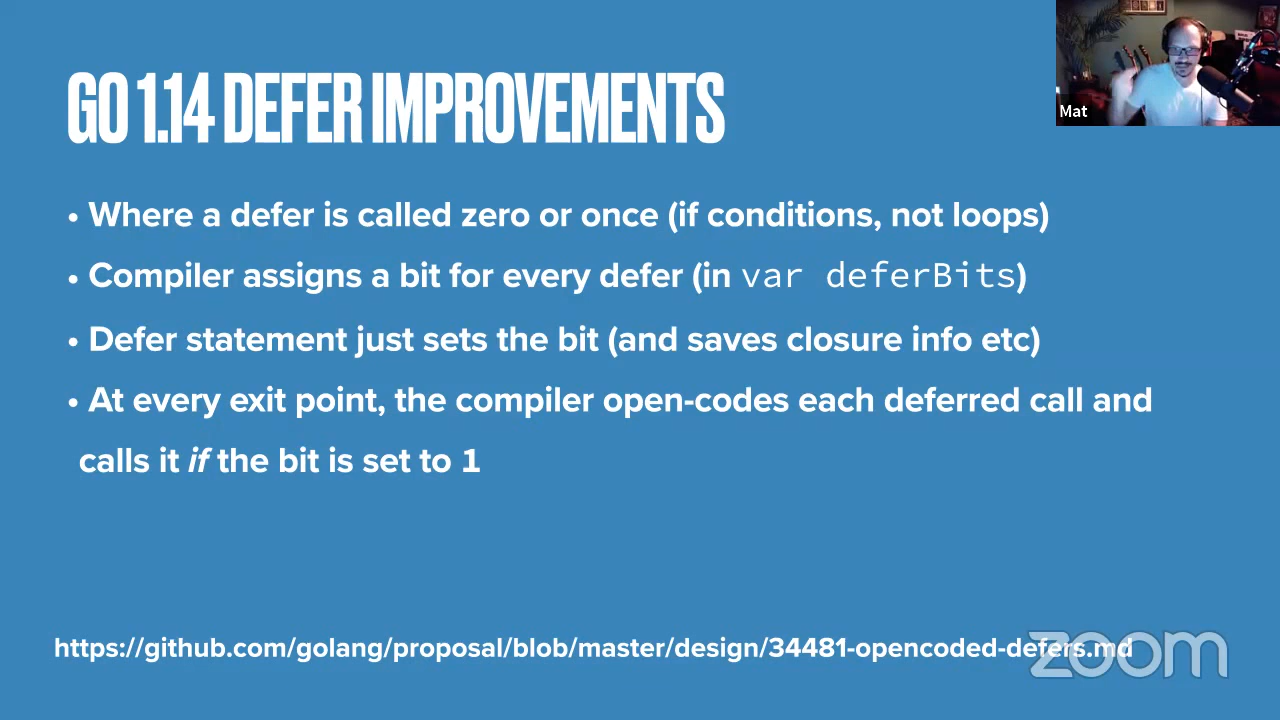 Mat
GO 1.14 DEFER IMPROVEMENTS
• Where a defer is called zero or once (if conditions, not loops)
• Compiler assigns a bit for every defer (in var deferBits)
• Defer statement just sets the bit (and saves closure info etc)
• At every exit point, the compiler open-codes each deferred call and
calls it if the bit is set to 1
https://github.com/golang/proposal/blob/master/design/34481-opencoded-defers.md
zoom